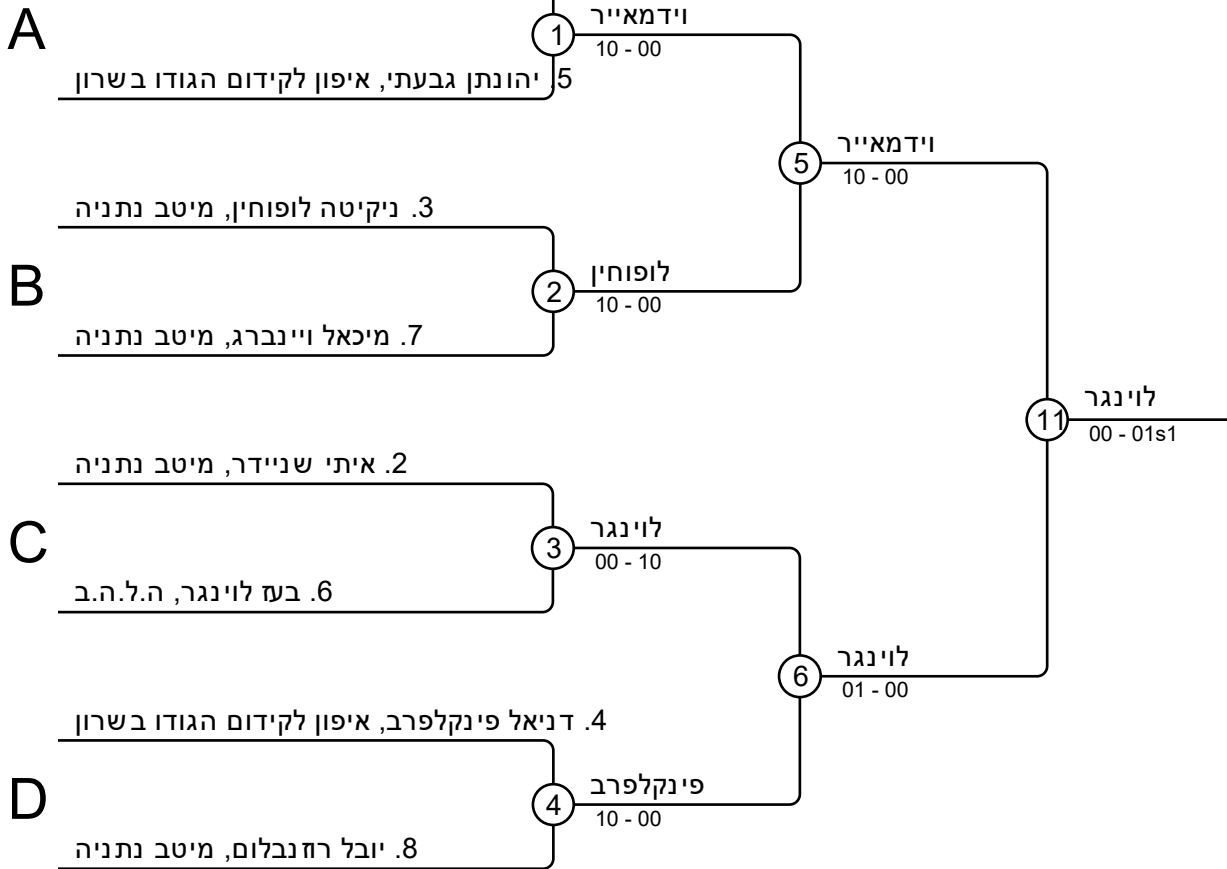 A
1
וידמאייר
10 - 00
5. יהונתן גבעתי, איפון לקידום הגודו בשרון
5
וידמאייר
10 - 00
3. ניקיטה לופוחין, מיטב נתניה
B
2
לופוחין
10 - 00
7. מיכאל ויינברג, מיטב נתניה
11
לוינגר
00 - 01s1
2. איתי שניידר, מיטב נתניה
C
3
לוינגר
00 - 10
6. בעז לוינגר, ה.ל.ה.ב
6
לוינגר
01 - 00
4. דניאל פינקלפרב, איפון לקידום הגודו בשרון
D
4
פינקלפרב
10 - 00
8. יובל רוזנבלום, מיטב נתניה